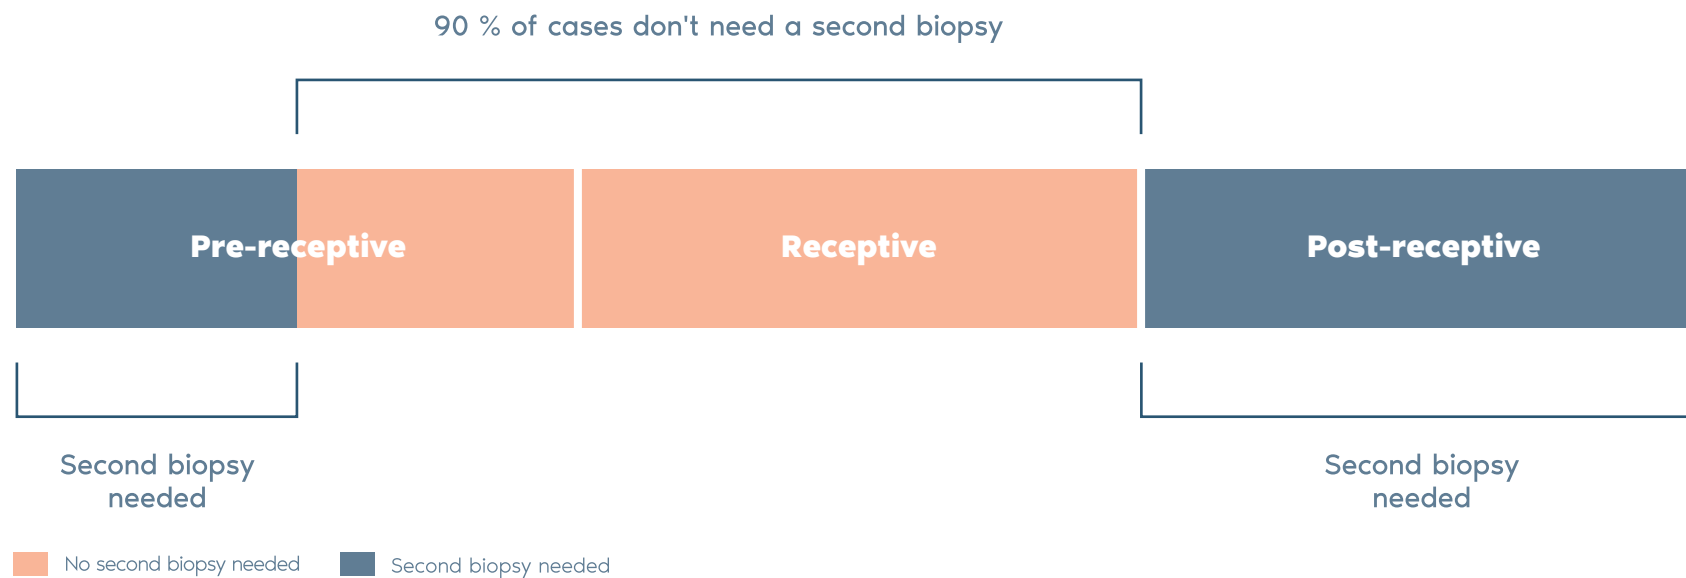 90 % of cases don't need a second biopsy
Pre-receptive
Receptive
Post-receptive
Second biopsy
needed
Second biopsy
needed
No second biopsy needed
Second biopsy needed